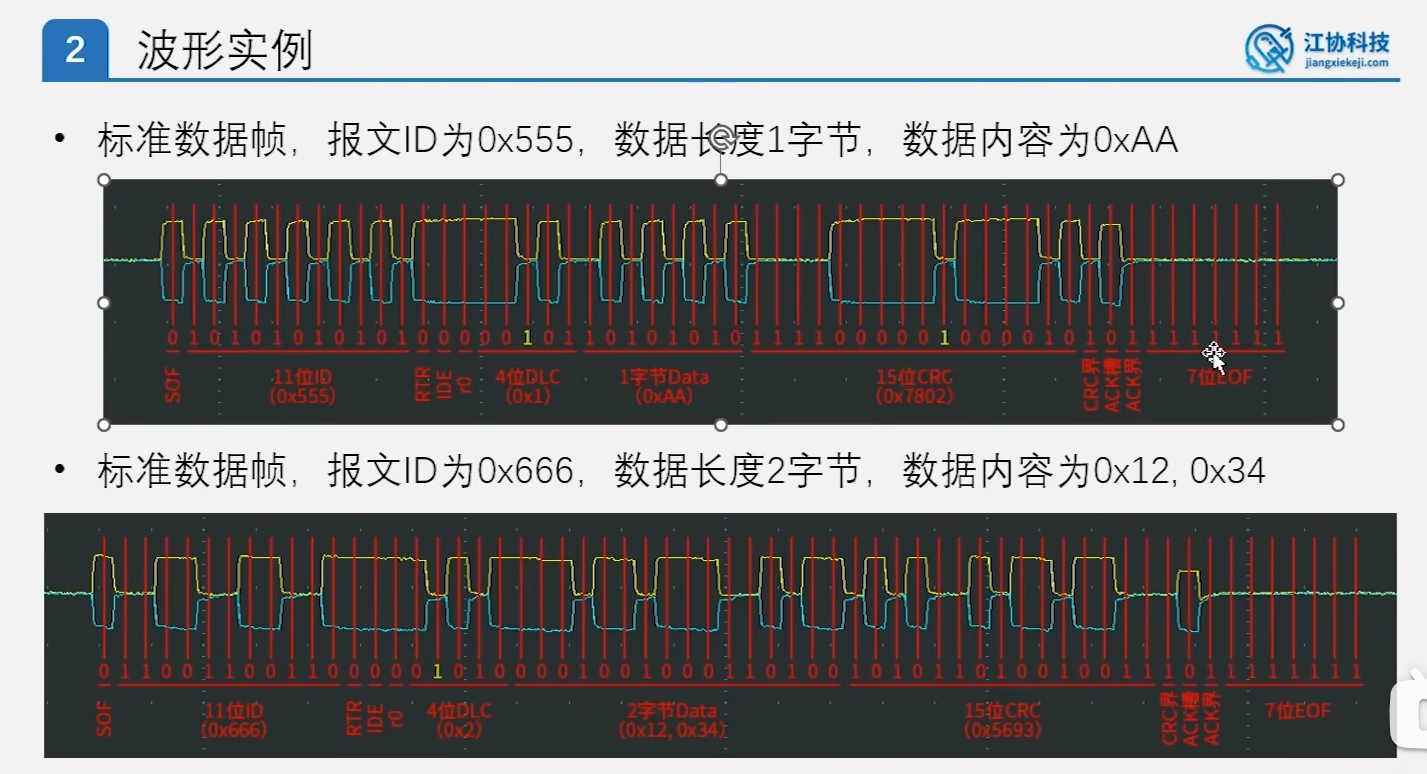 2 波形实例
江协科技
jiangxiekeji.com
• 标准数据帧，报文ID为0x555，数据长度1字节，数据内容为0xAA
0 1 0 1 0 1 0 1 0 1 0 1 0 0 0 0 0 1 0 1 1 0 1 0 1 0 1 0 1 1 1 1 0 0 0 0 0 1 0 0 0 0 1 0 1 0 1 1 1 1 1 1 1 1
SOF 11位ID RTR IDE r0 4位DLC 1字节Data 15位CRC CRC界 ACK槽 ACK界 7位EOF
(0x555) (0x1) (0xAA) (0x7802)
• 标准数据帧，报文ID为0x666，数据长度2字节，数据内容为0x12, 0x34
0 1 1 0 0 1 1 0 0 1 1 0 0 0 0 0 1 0 1 0 0 0 0 1 0 0 1 0 0 0 1 1 0 1 0 0 1 0 1 0 1 1 0 1 0 0 1 0 0 1 1 1 0 1 1 1 1 1 1 1 1
SOF 11位ID RTR IDE r0 4位DLC 2字节Data 15位CRC CRC界 ACK槽 ACK界 7位EOF
(0x666) (0x2) (0x12, 0x34) (0x5693)